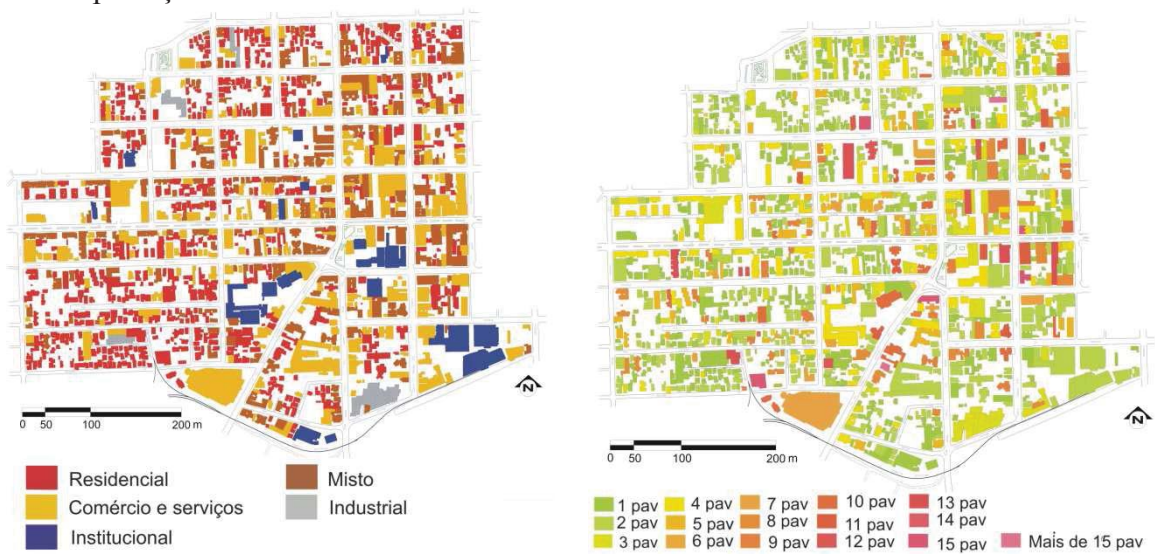 N
0 50 100 200 m
Residencial Misto
Comércio e serviços Industrial
Institucional
N
0 50 100 200 m
1 pav 4 pav 7 pav 10 pav 13 pav
2 pav 5 pav 8 pav 11 pav 14 pav
3 pav 6 pav 9 pav 12 pav 15 pav Mais de 15 pav